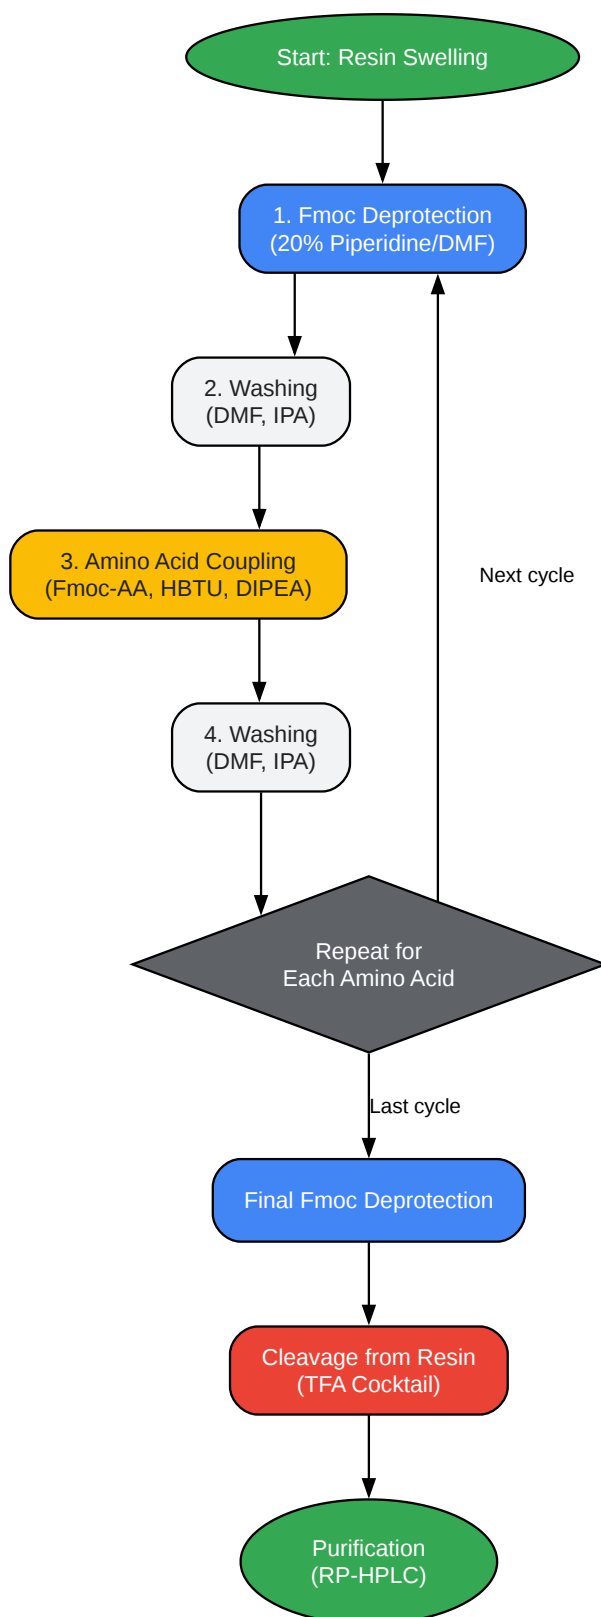 Start: Resin Swelling
1. Fmoc Deprotection
(20% Piperidine/DMF)
2. Washing
(DMF, IPA)
3. Amino Acid Coupling
(Fmoc-AA, HBTU, DIPEA)
Next cycle
4. Washing
(DMF, IPA)
Repeat for
Each Amino Acid
Last cycle
Final Fmoc Deprotection
Cleavage from Resin
(TFA Cocktail)
Purification
(RP-HPLC)